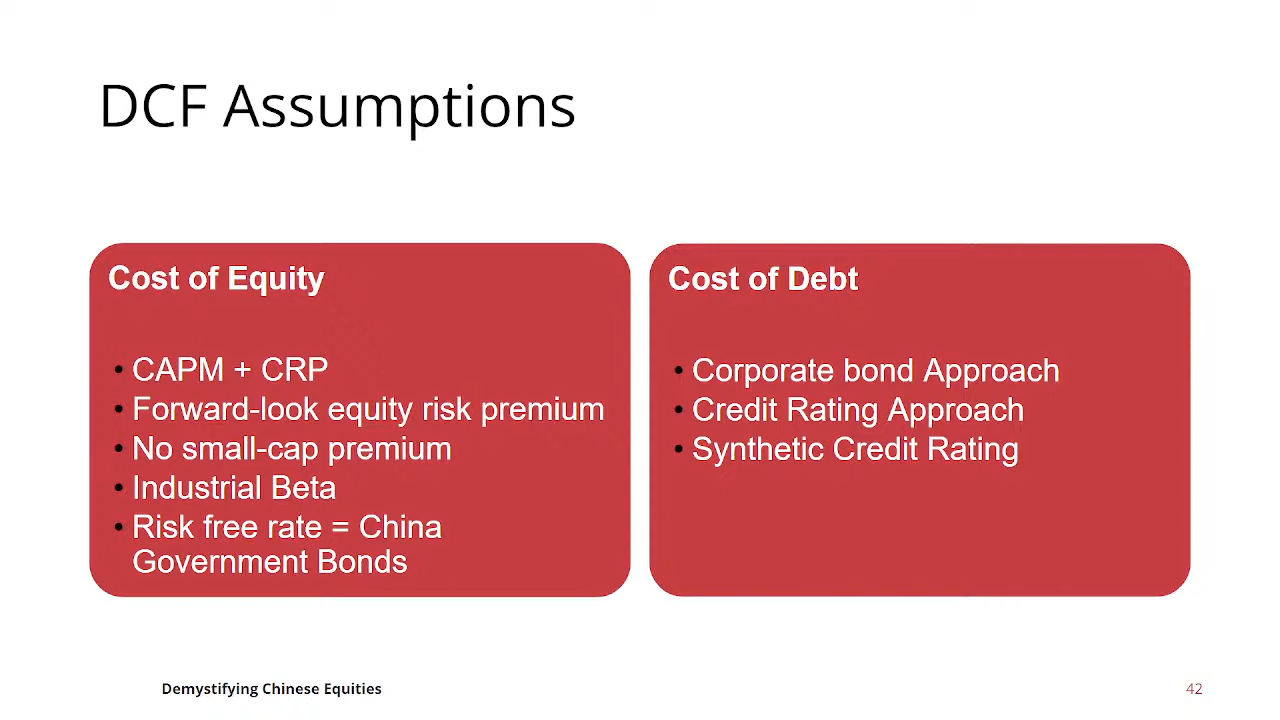 DCF Assumptions
Cost of Equity
• CAPM + CRP
• Forward-look equity risk premium
• No small-cap premium
• Industrial Beta
• Risk free rate = China
Government Bonds
Cost of Debt
• Corporate bond Approach
• Credit Rating Approach
• Synthetic Credit Rating
Demystifying Chinese Equities
42